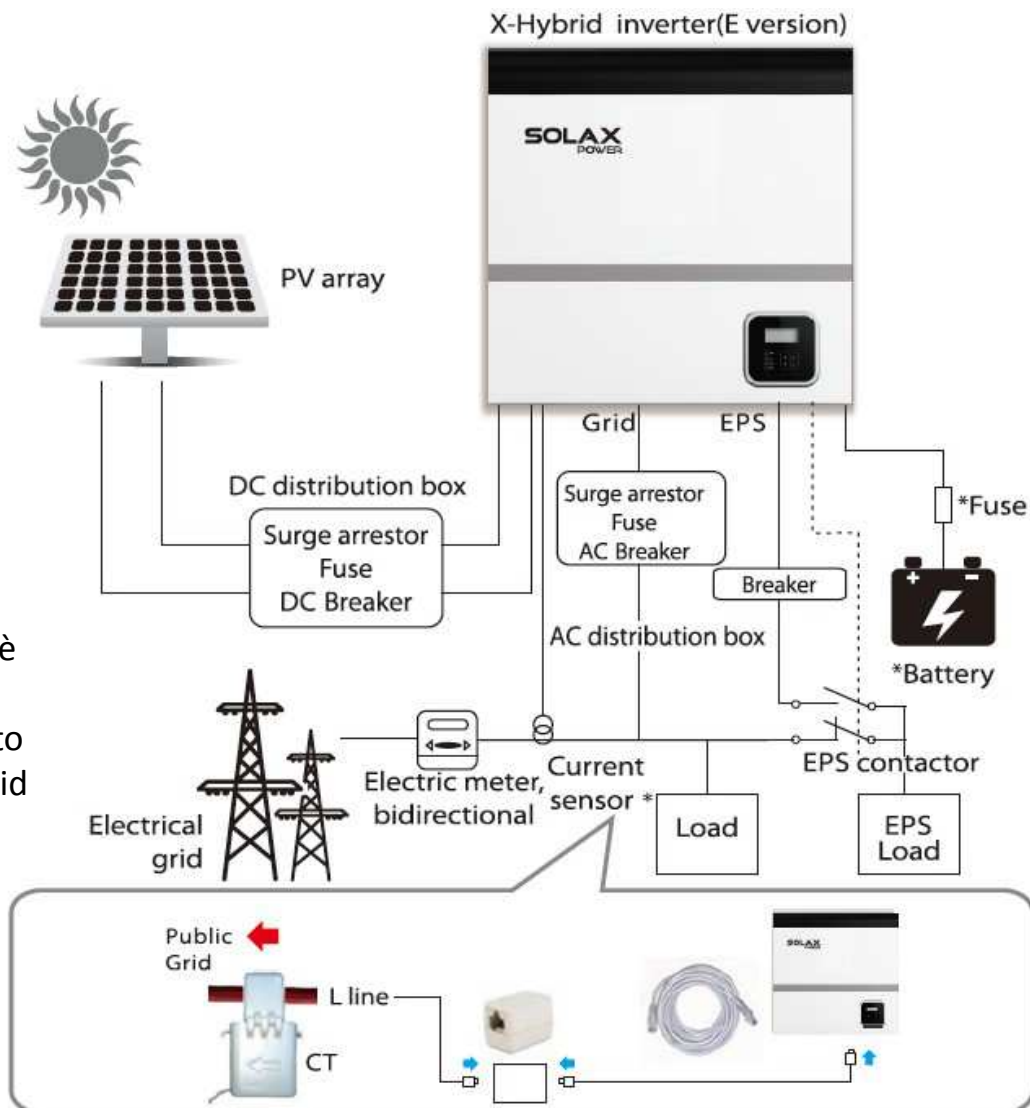 X-Hybrid inverter(E version)
SOLAX
POWER
PV array
Grid
EPS
DC distribution box
Surge arrestor
Fuse
DC Breaker
Surge arrestor
Fuse
AC Breaker
*Fuse
Breaker
AC distribution box
*Battery
è
to
id
Electric meter,
bidirectional
Current
sensor *
EPS contactor
Load
EPS
Load
Electrical
grid
Public
Grid
L line
CT
SOLAX